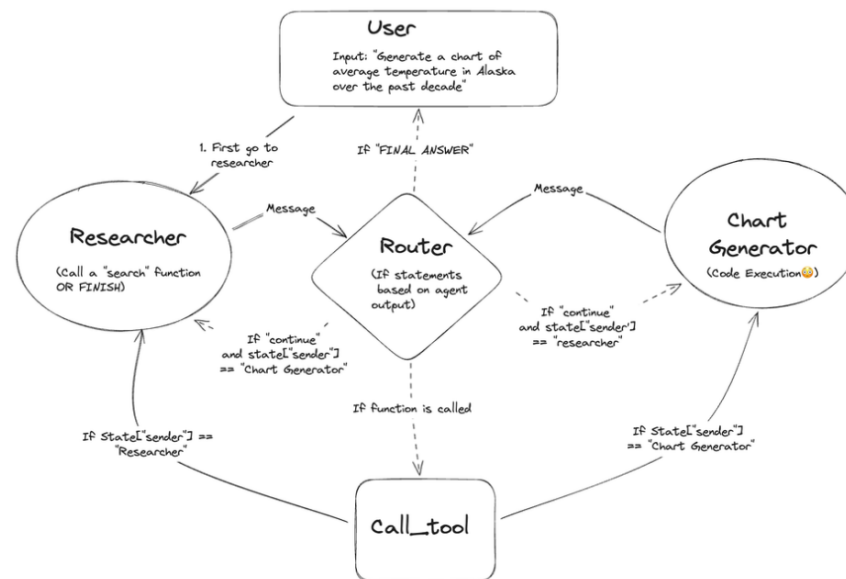 User
Input: "Generate a chart of
average temperature in Alaska
over the past decade"
1. First go to
researcher
If "FINAL ANSWER"
Message
Message
Researcher
(Call a "search" function
OR FINISH)
Router
(If statements
based on agent
output)
Chart
Generator
(Code Execution😳)
If "continue"
and state["sender"]
== "Chart Generator"
If "continue"
and state["sender']
== "researcher"
If function is called
If State["sender"] ==
"Researcher"
If State["sender"]
== "Chart Generator"
Call_tool